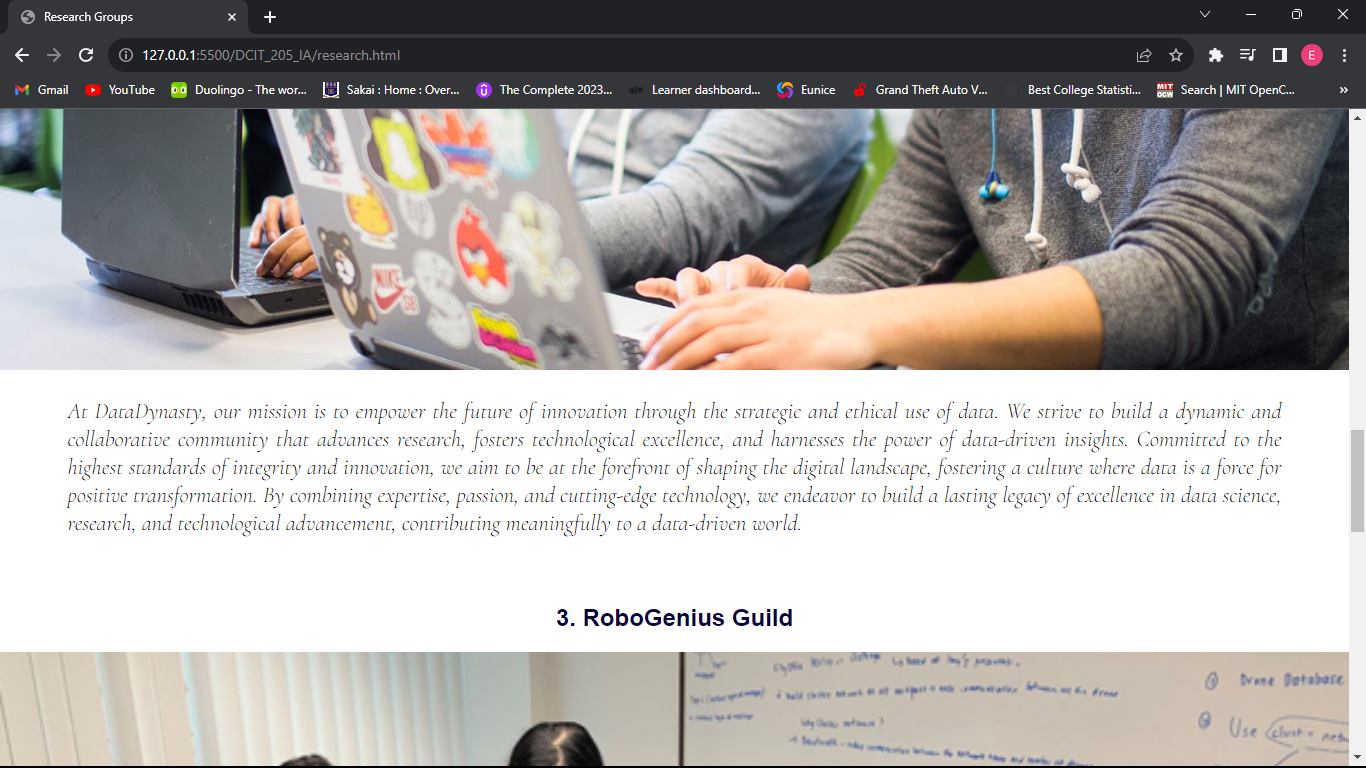 Research Groups
127.0.0.1:5500/DCIT_205_IA/research.html
E
Gmail
YouTube
Duolingo - The wor...
Sakai : Home : Over...
The Complete 2023...
Learner dashboard...
Eunice
Grand Theft Auto V...
Best College Statisti...
MIT OCW
Search | MIT OpenC...
»
NIKE SB
At DataDynasty, our mission is to empower the future of innovation through the strategic and ethical use of data. We strive to build a dynamic and
collaborative community that advances research, fosters technological excellence, and harnesses the power of data-driven insights. Committed to the
highest standards of integrity and innovation, we aim to be at the forefront of shaping the digital landscape, fostering a culture where data is a force for
positive transformation. By combining expertise, passion, and cutting-edge technology, we endeavor to build a lasting legacy of excellence in data science,
research, and technological advancement, contributing meaningfully to a data-driven world.
3. RoboGenius Guild
Drone Database
Use